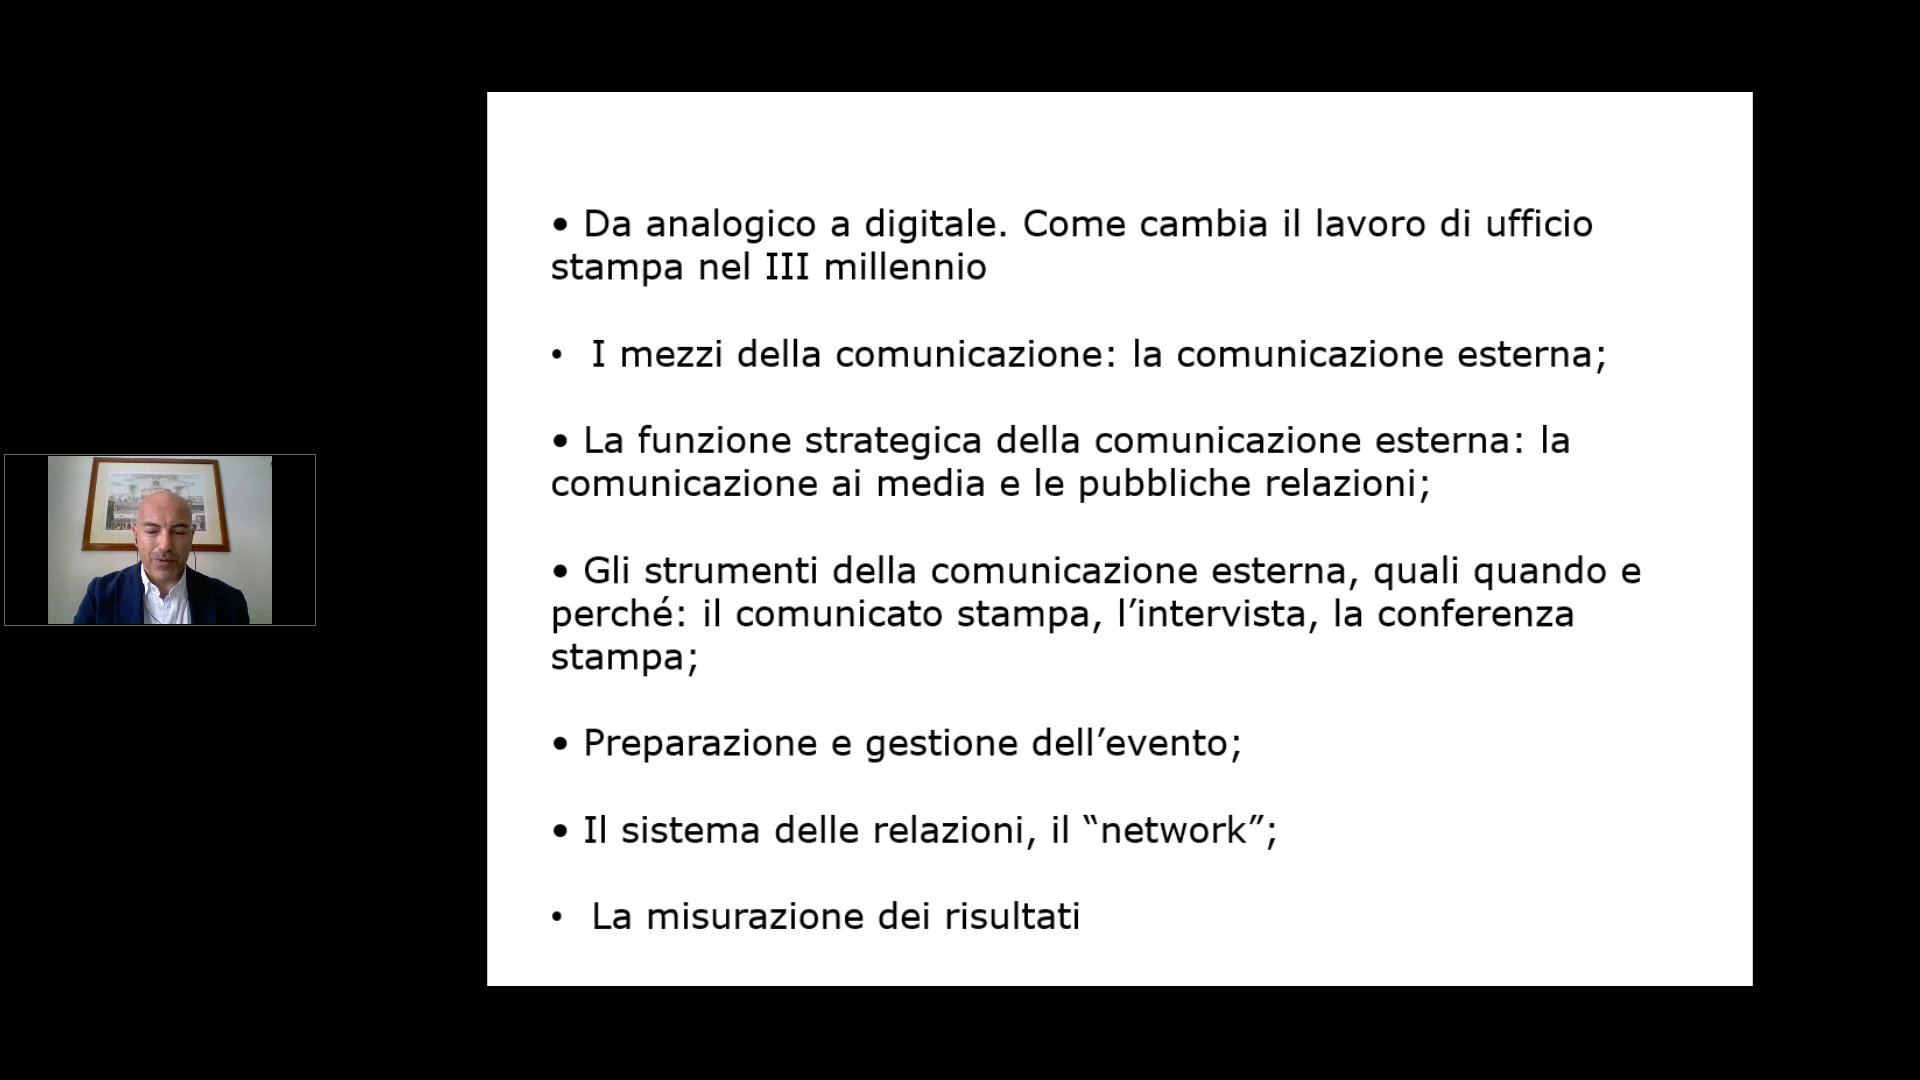 • Da analogico a digitale. Come cambia il lavoro di ufficio
stampa nel III millennio
• I mezzi della comunicazione: la comunicazione esterna;
• La funzione strategica della comunicazione esterna: la
comunicazione ai media e le pubbliche relazioni;
• Gli strumenti della comunicazione esterna, quali quando e
perché: il comunicato stampa, l’intervista, la conferenza
stampa;
• Preparazione e gestione dell’evento;
• Il sistema delle relazioni, il “network”;
• La misurazione dei risultati